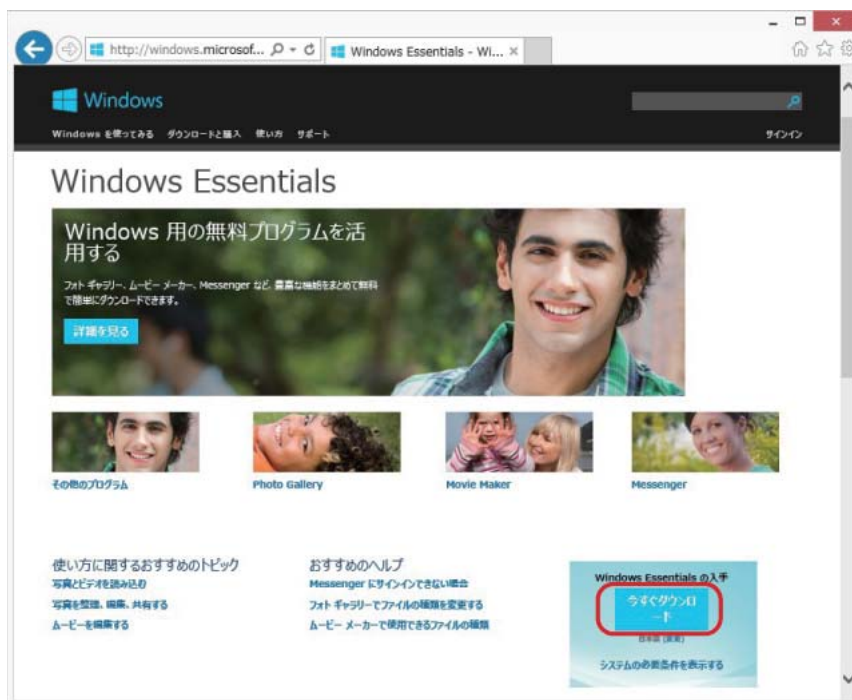 http://windows.microsof...
Windows Essentials - Wi...
Windows
Windows を使ってみる ダウンロードと購入 使い方 サポート
サインイン
Windows Essentials
Windows 用の無料プログラムを活
用する
フォト ギャラリー、ムービー メーカー、Messenger など、豊富な機能をまとめて無料
で簡単にダウンロードできます。
詳細を見る
その他のプログラム
Photo Gallery
Movie Maker
Messenger
使い方に関するおすすめのトピック
写真とビデオを読み込む
写真を整理、編集、共有する
ムービーを編集する
おすすめのヘルプ
Messenger にサインインできない場合
フォト ギャラリーでファイルの種類を変更する
ムービー メーカーで使用できるファイルの種類
Windows Essentials の入手
今すぐダウンロ
ード
日本語 [変更]
システムの必要条件を表示する